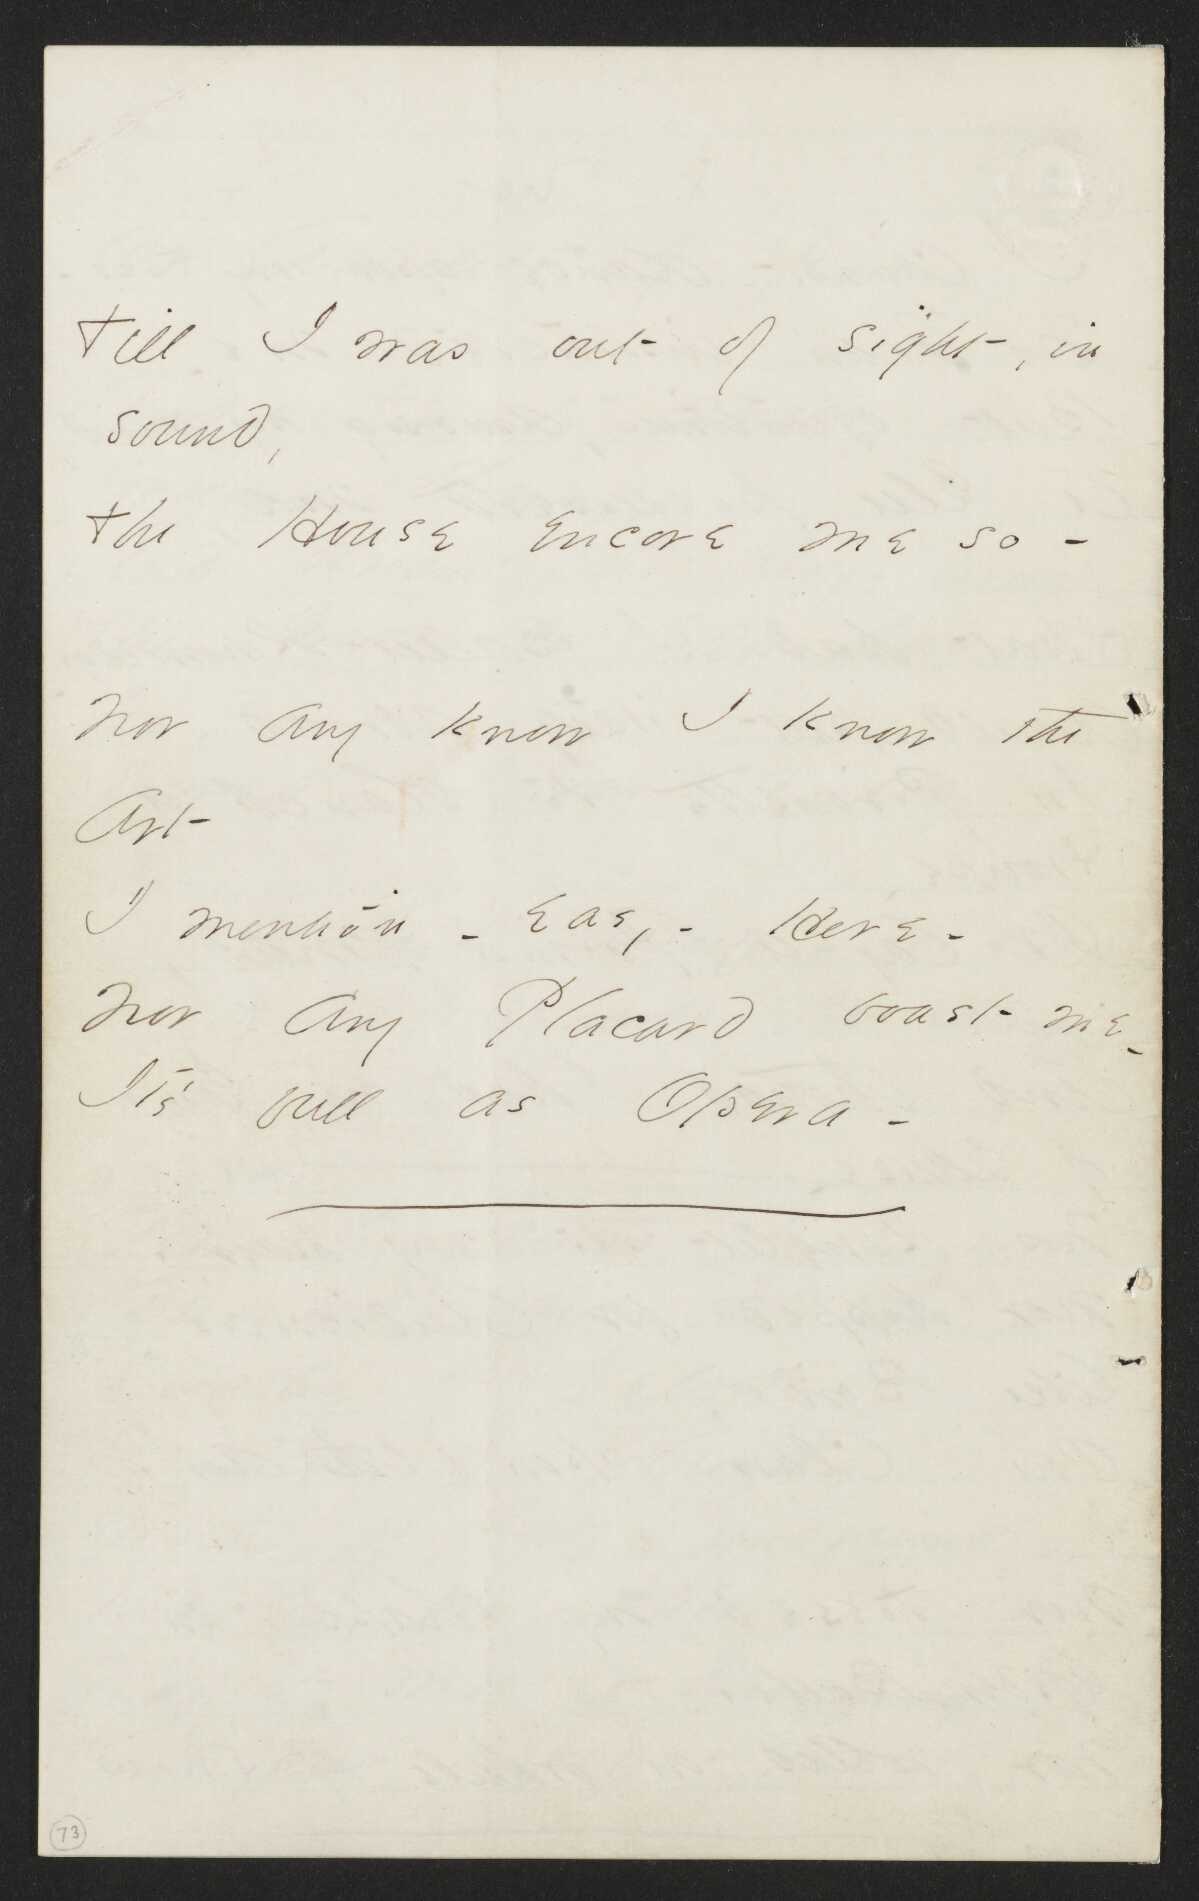 till I was out of sight, in
sound,
the House encore me so -
nor any know I know the
Art
I mention - easy - Here -
nor any Placard boast me -
It's full as Opera -
73